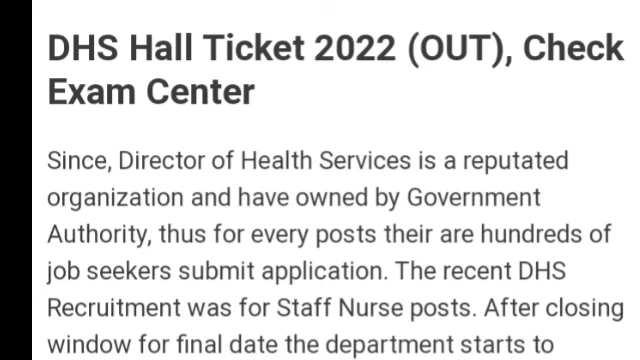 DHS Hall Ticket 2022 (OUT), Check
Exam Center
Since, Director of Health Services is a reputated
organization and have owned by Government
Authority, thus for every posts their are hundreds of
job seekers submit application. The recent DHS
Recruitment was for Staff Nurse posts. After closing
window for final date the department starts to